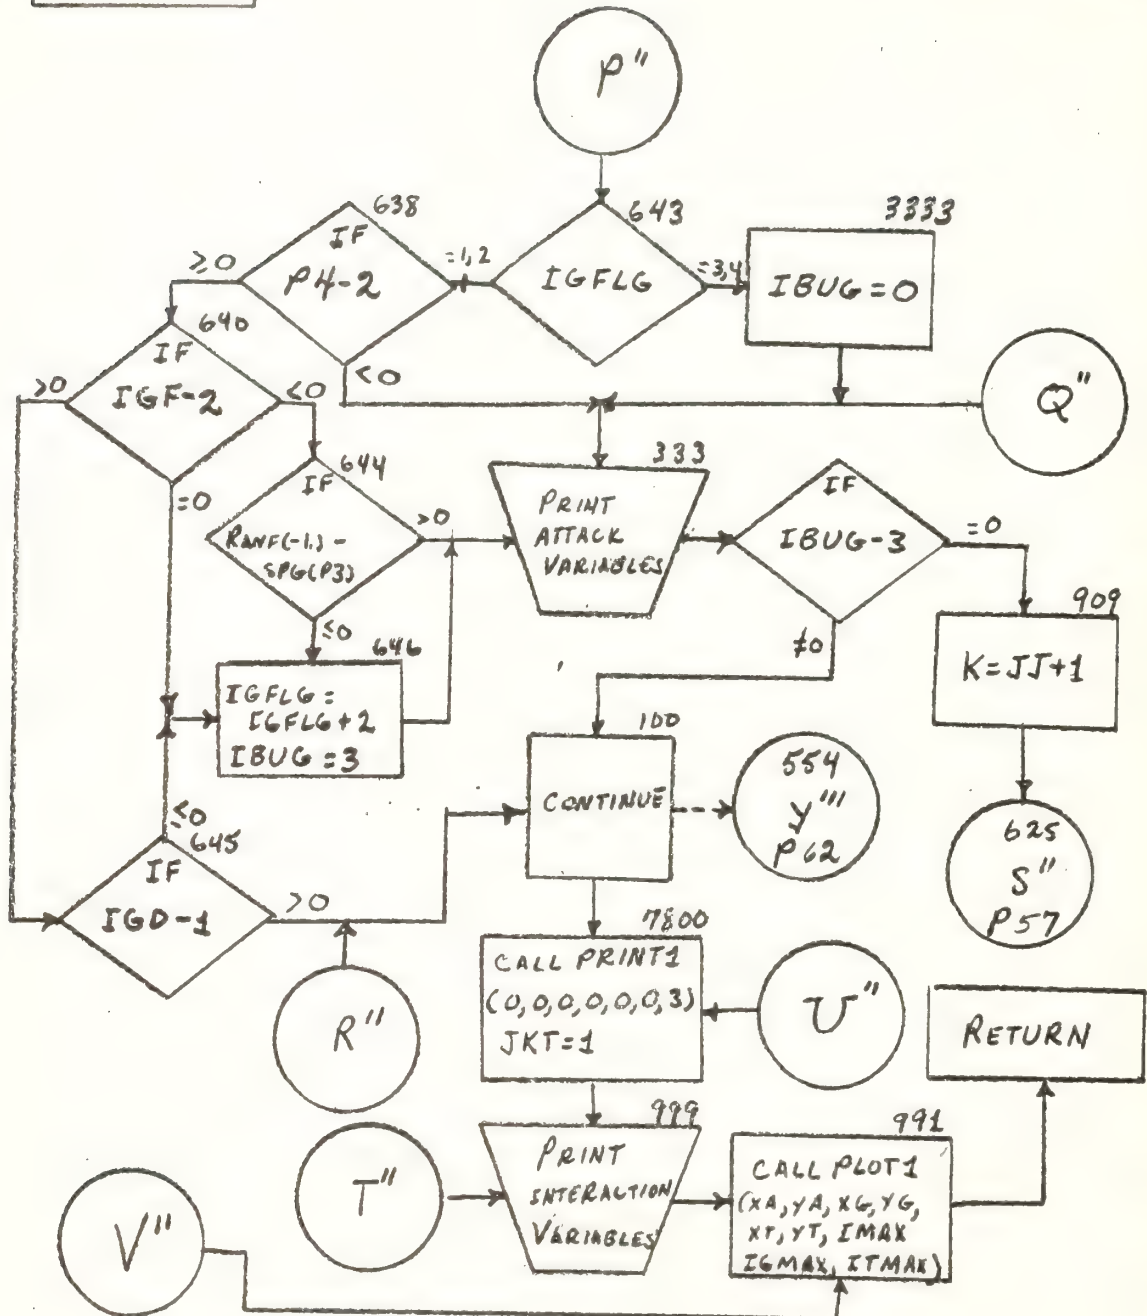 P"
638
IF
P4-2
≥0
<0
=1,2
643
IGFLG
=3,4
3333
IBUG=0
Q"
640
IF
IGF-2
>0
<0
=0
644
IF
RANF(-1.)-
SPG(P3)
>0
≤0
646
IGFLG=
IGFLG+2
IBUG=3
333
PRINT
ATTACK
VARIABLES
IF
IBUG-3
=0
≠0
909
K=JJ+1
625
S"
P57
100
CONTINUE
554
Y'''
P62
≤0
645
IF
IGD-1
>0
R"
7800
CALL PRINT1
(0,0,0,0,0,0,3)
JKT=1
U"
RETURN
T"
999
PRINT
INTERACTION
VARIABLES
991
CALL PLOT1
(XA,YA,XG,YG,
XT,YT,IMAX
IGMAX,ITMAX)
V"